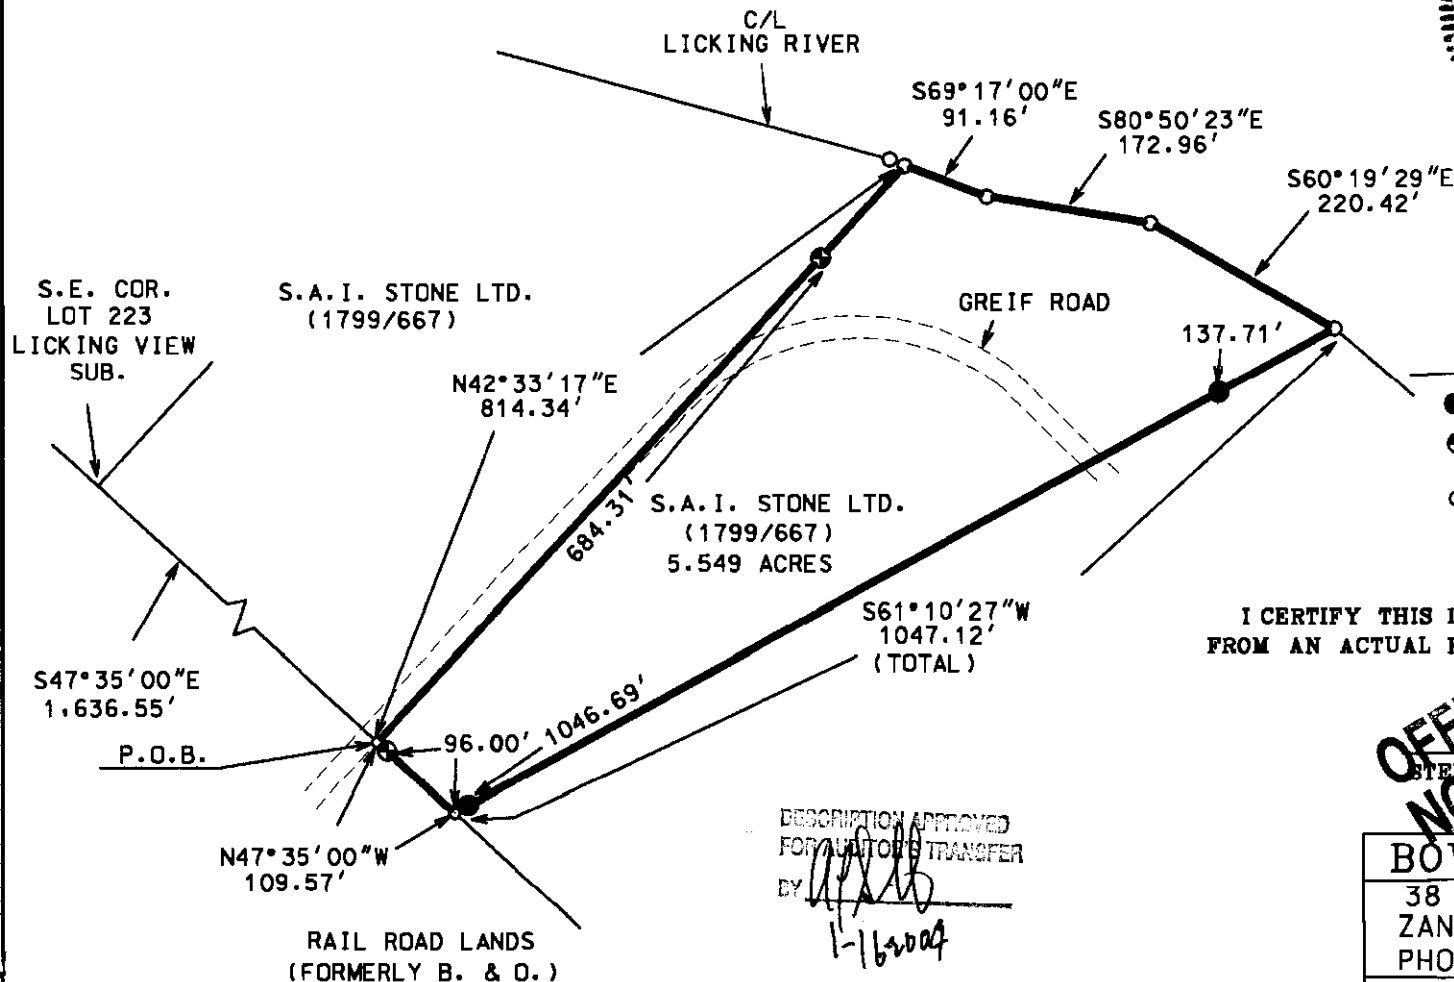 C/L
LICKING RIVER
S69°17'00"E
91.16'
S80°50'23"E
172.96'
S60°19'29"E
220.42'
S.E. COR.
LOT 223
LICKING VIEW
SUB.
S.A.I. STONE LTD.
(1799/667)
GREIF ROAD
137.71'
N42°33'17"E
814.34'
684.31'
S.A.I. STONE LTD.
(1799/667)
5.549 ACRES
S61°10'27"W
1047.12'
(TOTAL)
I CERTIFY THIS
FROM AN ACTUAL
S47°35'00"E
1,636.55'
P.O.B.
96.00'
1046.69'
N47°35'00"W
109.57'
RAIL ROAD LANDS
(FORMERLY B. & O.)
DESCRIPTION APPROVED
FOR AUDITOR'S TRANSFER
BY
1-16-2004
38
ZAN
PHO